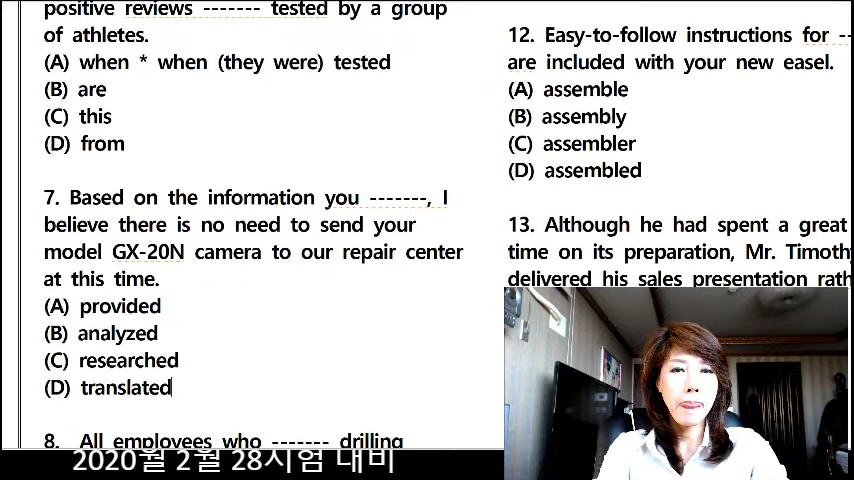 positive reviews ------- tested by a group
of athletes.
(A) when * when (they were) tested
(B) are
(C) this
(D) from
7. Based on the information you -------, I
believe there is no need to send your
model GX-20N camera to our repair center
at this time.
(A) provided
(B) analyzed
(C) researched
(D) translated
8. All employees who ------- drilling
12. Easy-to-follow instructions for --
are included with your new easel.
(A) assemble
(B) assembly
(C) assembler
(D) assembled
13. Although he had spent a great
time on its preparation, Mr. Timothy
delivered his sales presentation rath
2020월 2월 28시험 대비